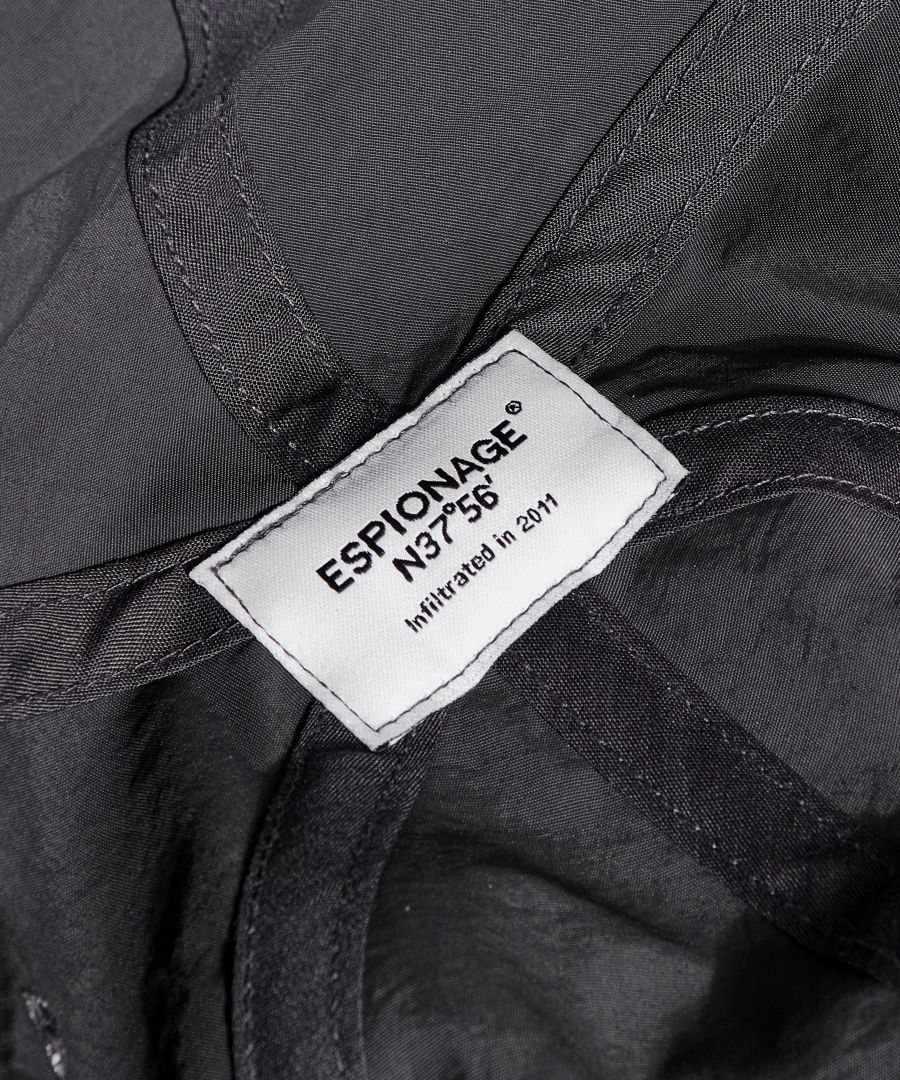 ESPIONAGE®
N37°56'
Infiltrated in 2011